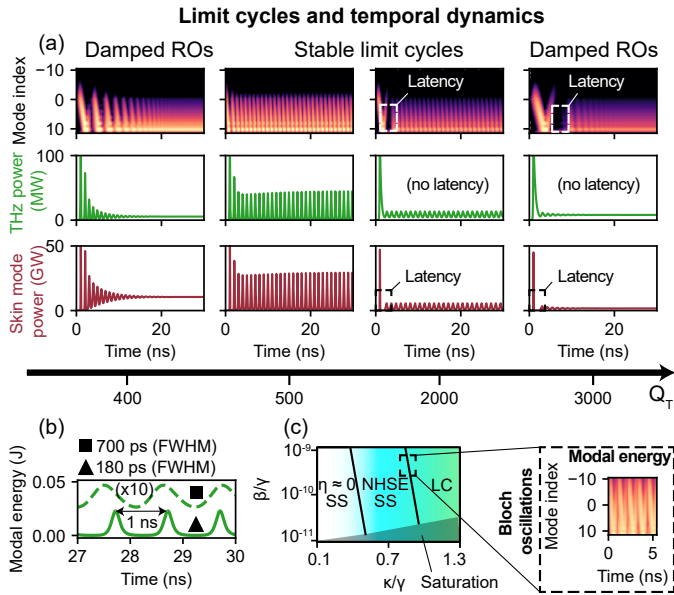 Limit cycles and temporal dynamics
(a)
Damped ROs
Stable limit cycles
Damped ROs
Mode index
−10
0
10
Latency
Latency
THz power
(MW)
100
0
(no latency)
(no latency)
Skin mode
power (GW)
50
0
Latency
Latency
0
20
0
20
0
20
0
20
Time (ns)
Time (ns)
Time (ns)
Time (ns)
400
500
2000
3000
Q_T
(b)
■ 700 ps (FWHM)
▲ 180 ps (FWHM)
Modal energy (J)
0.05
0.00
(x10)
1 ns
27
28
29
30
Time (ns)
(c)
β/γ
10⁻⁹
10⁻¹⁰
10⁻¹¹
η ≈ 0
SS
NHSE
SS
LC
0.1
0.7
1.3
κ/γ
Saturation
Bloch
oscillations
Modal energy
Mode index
−10
0
10
0
5
Time (ns)